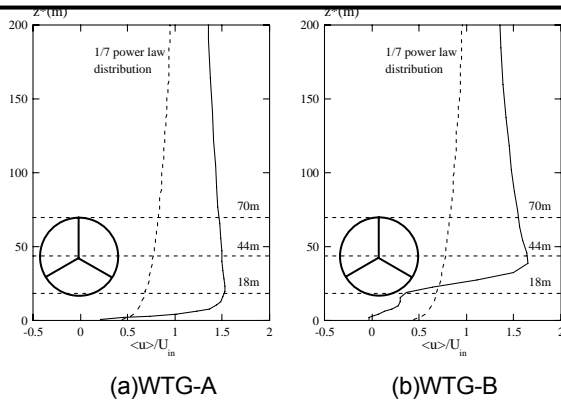 z*(m)
200
150
100
50
0
1/7 power law
distribution
70m
44m
18m
-0.5 0 0.5 1 1.5 2
<u>/U_in
(a)WTG-A
z*(m)
200
150
100
50
0
1/7 power law
distribution
70m
44m
18m
-0.5 0 0.5 1 1.5 2
<u>/U_in
(b)WTG-B